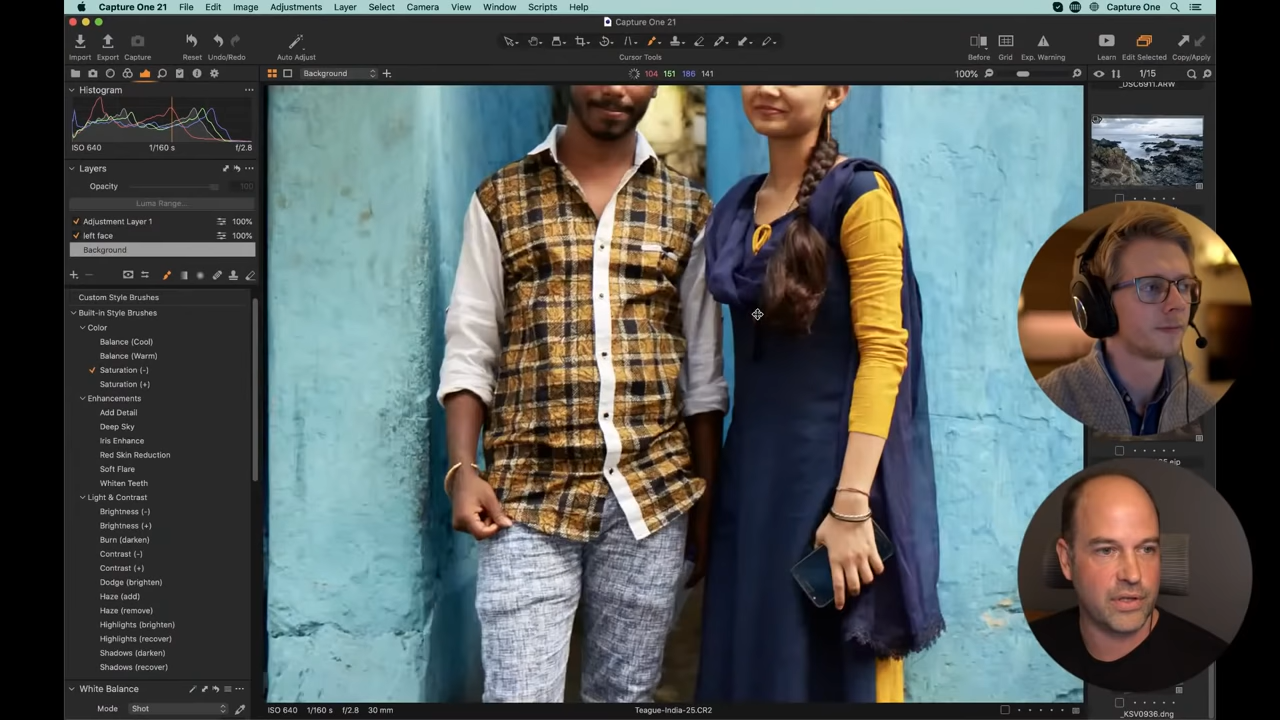 Capture One 21 File Edit Image Adjustments Layer Select Camera View Window Scripts Help Capture One
Capture One 21
Import Export Capture Reset Undo/Redo Auto Adjust Cursor Tools Before Grid Exp. Warning Learn Edit Selected Copy/Apply
Background 104 151 186 141 100% 1/15
Histogram
ISO 640 1/160 s f/2.8
Layers
Opacity 100
Luma Range...
Adjustment Layer 1 100%
left face 100%
Background
Custom Style Brushes
Built-in Style Brushes
Color
Balance (Cool)
Balance (Warm)
Saturation (-)
Saturation (+)
Enhancements
Add Detail
Deep Sky
Iris Enhance
Red Skin Reduction
Soft Flare
Whiten Teeth
Light & Contrast
Brightness (-)
Brightness (+)
Burn (darken)
Contrast (-)
Contrast (+)
Dodge (brighten)
Haze (add)
Haze (remove)
Highlights (brighten)
Highlights (recover)
Shadows (darken)
Shadows (recover)
White Balance
Mode Shot
ISO 640 1/160 s f/2.8 30 mm Teague-India-25.CR2
_DSC6911.ARW
_KSV0936.dng